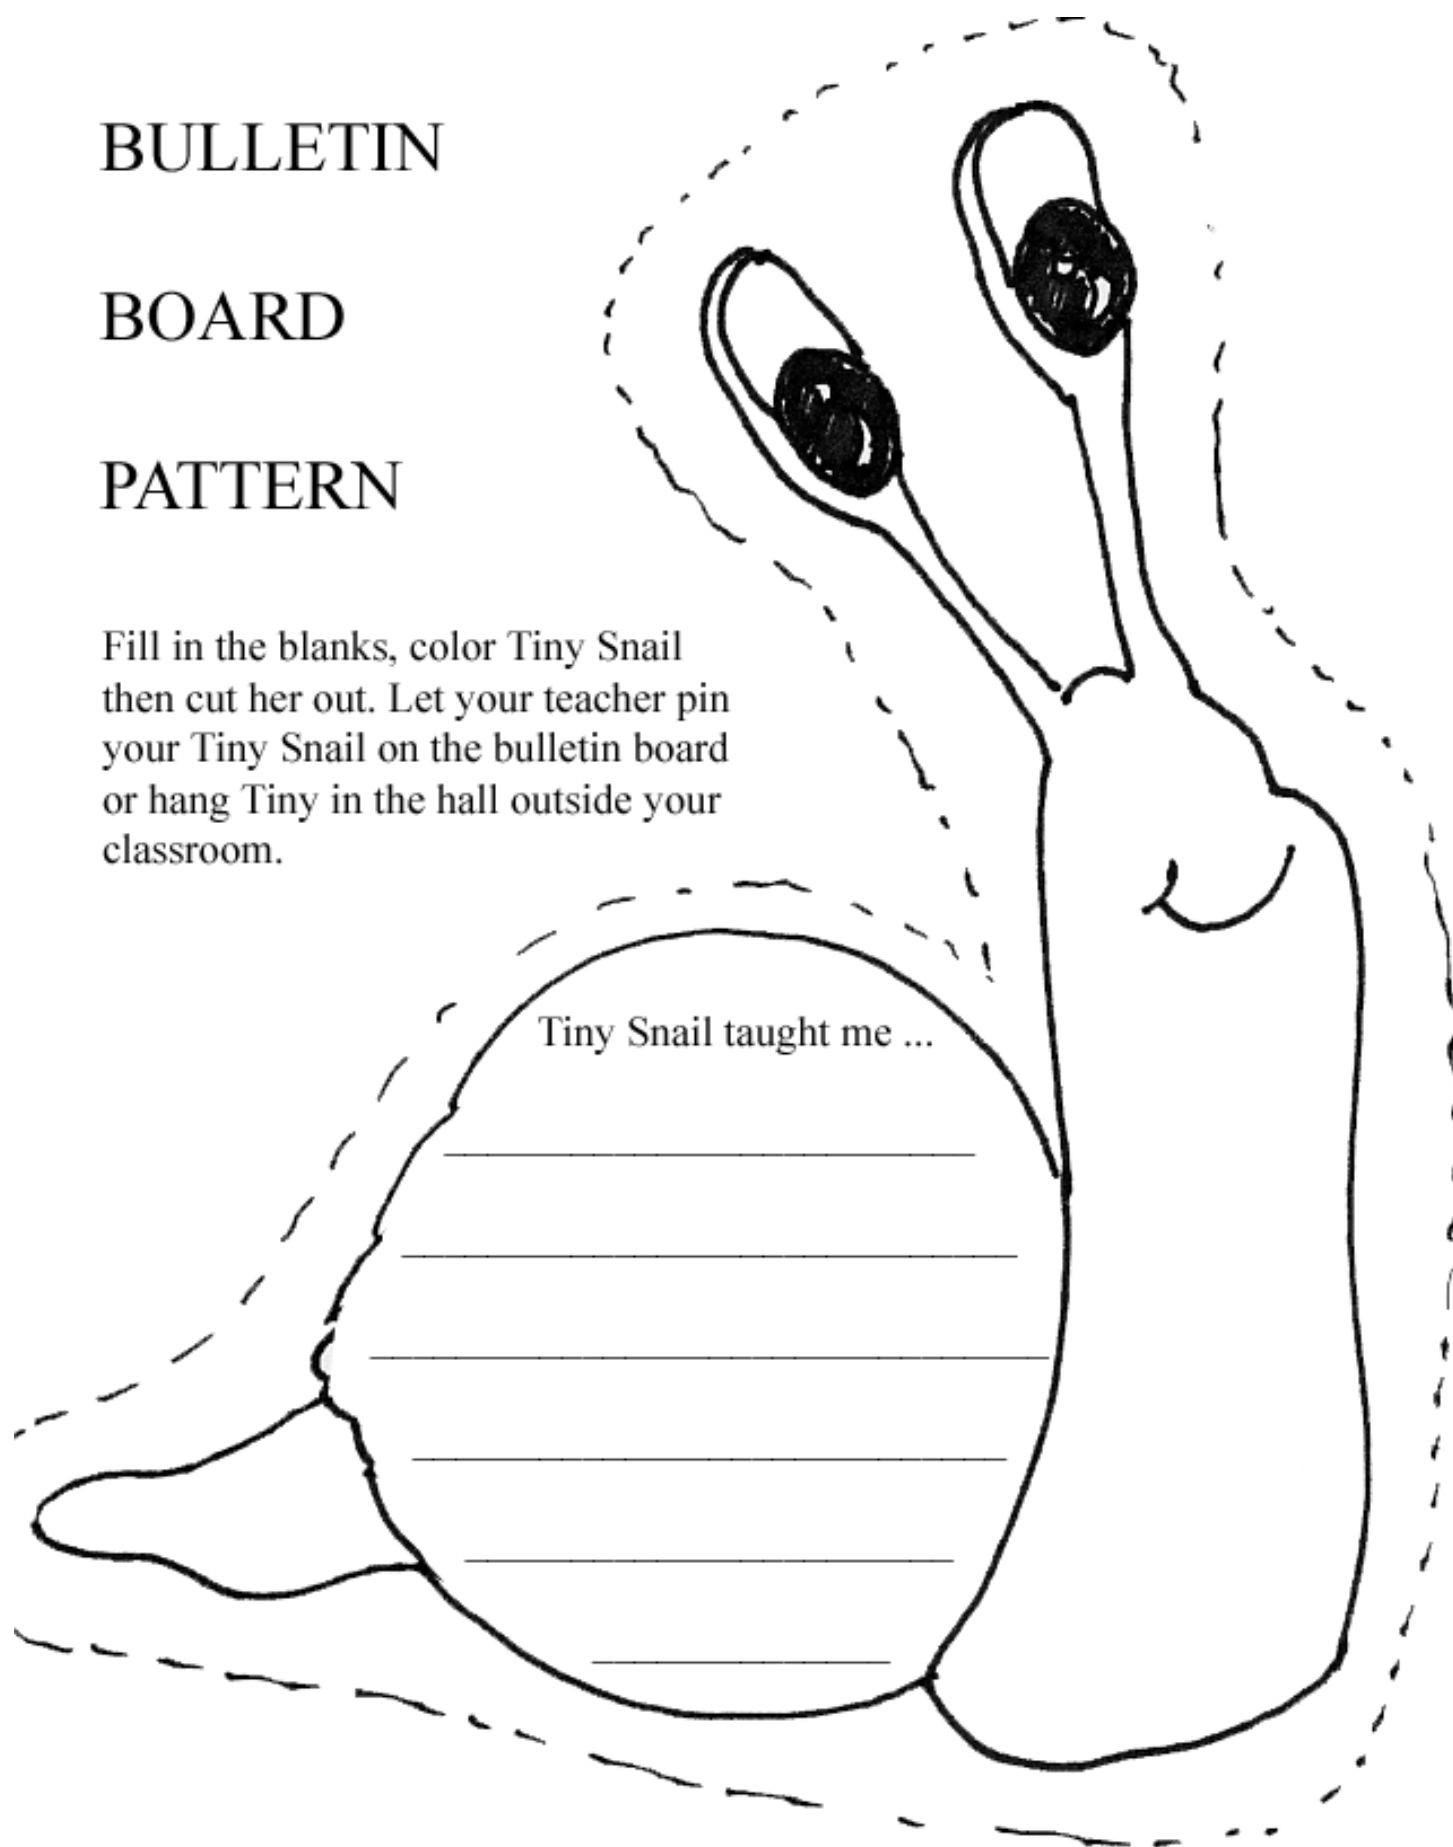 BULLETIN
BOARD
PATTERN
Fill in the blanks, color Tiny Snail
then cut her out. Let your teacher pin
your Tiny Snail on the bulletin board
or hang Tiny in the hall outside your
classroom.
Tiny Snail taught me ...